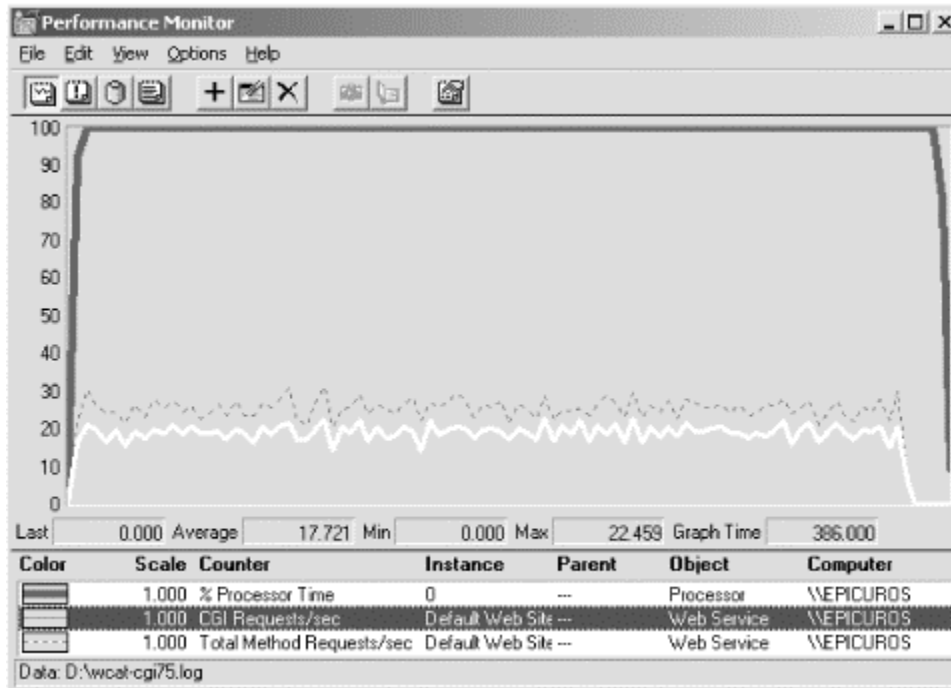 Performance Monitor
File Edit View Options Help
100
90
80
70
60
50
40
30
20
10
0
Last 0.000 Average 17.721 Min 0.000 Max 22.459 Graph Time 386.000
Color Scale Counter Instance Parent Object Computer
1.000 % Processor Time 0 --- Processor \\EPICUROS
1.000 CGI Requests/sec Default Web Site --- Web Service \\EPICUROS
1.000 Total Method Requests/sec Default Web Site --- Web Service \\EPICUROS
Data: D:\wcat-cgi75.log